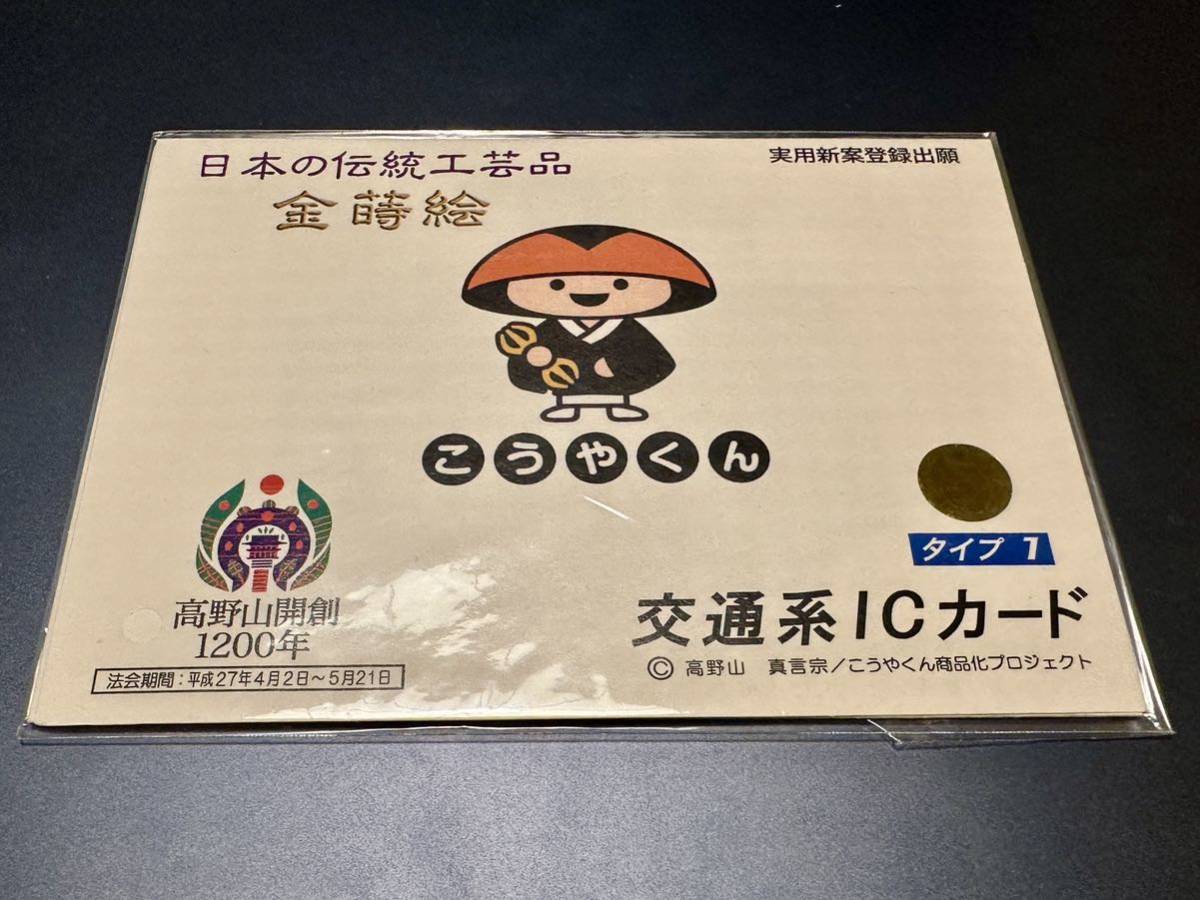 日本の伝統工芸品
金蒔絵
実用新案登録出願
こうやくん
高野山開創
1200年
法会期間:平成27年4月2日～5月21日
タイプ 1
交通系ICカード
© 高野山 真言宗/こうやくん商品化プロジェクト